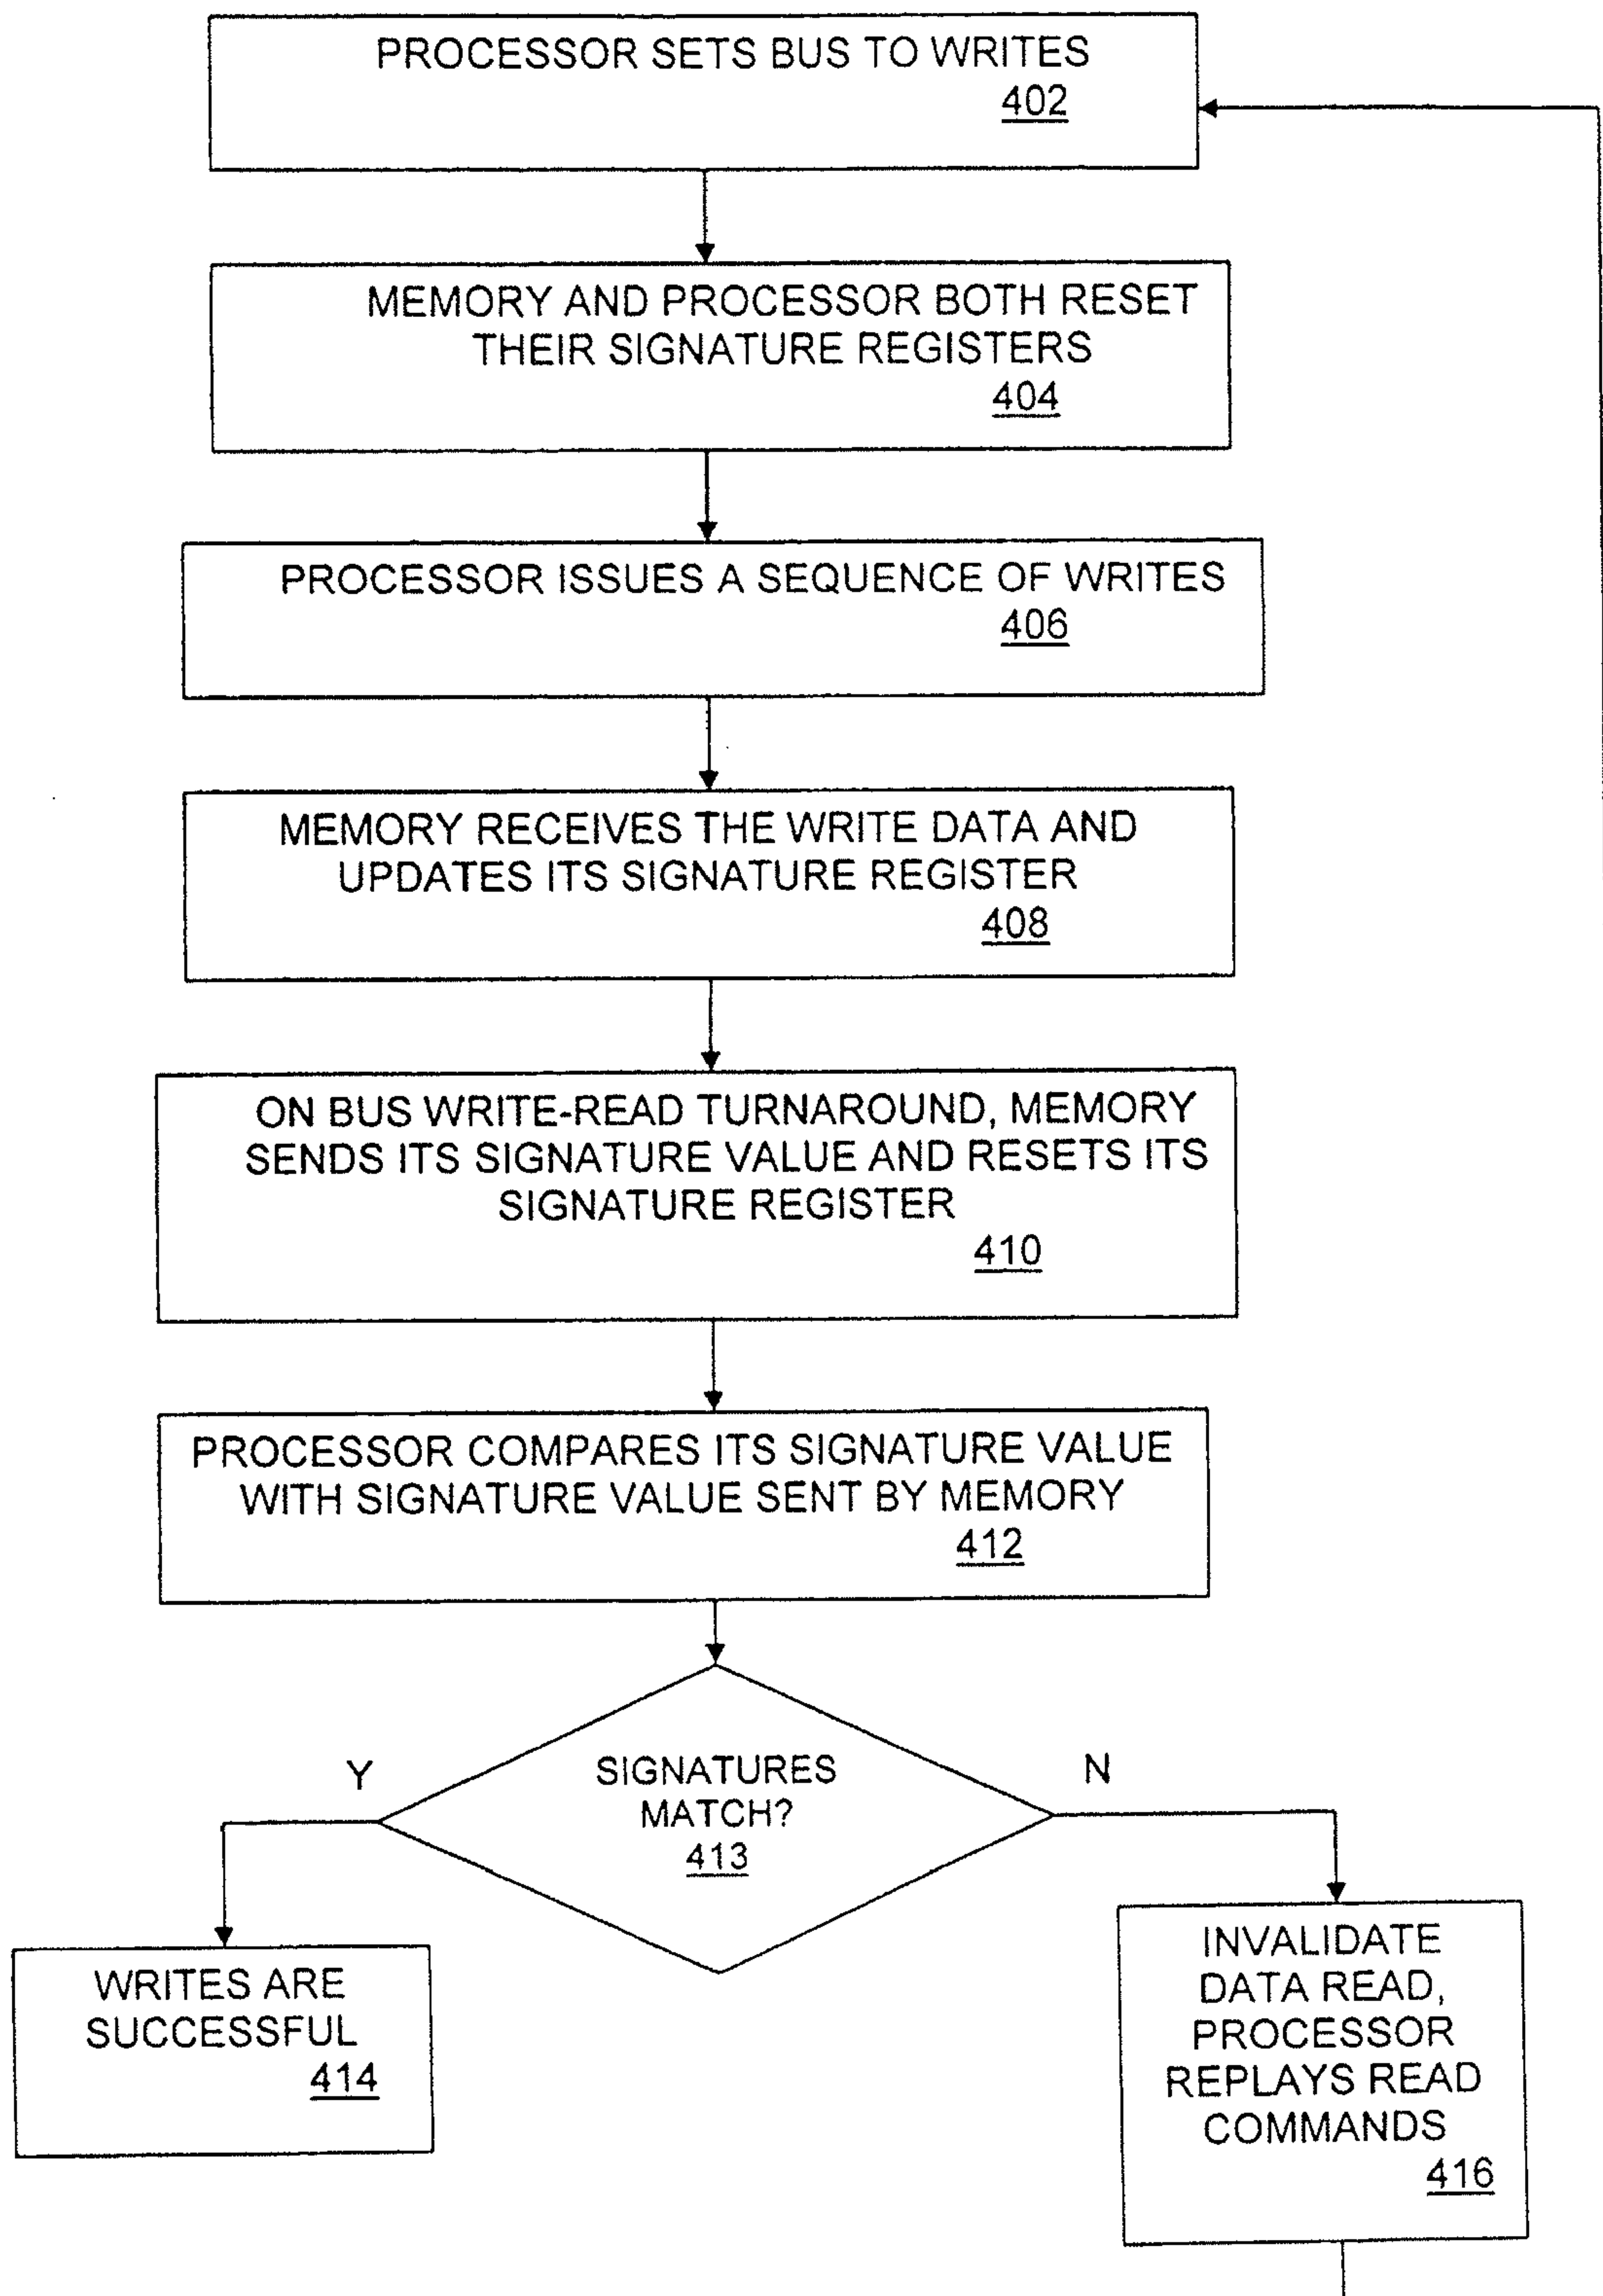 PROCESSOR SETS BUS TO WRITES
402
MEMORY AND PROCESSOR BOTH RESET
THEIR SIGNATURE REGISTERS
404
PROCESSOR ISSUES A SEQUENCE OF WRITES
406
MEMORY RECEIVES THE WRITE DATA AND
UPDATES ITS SIGNATURE REGISTER
408
ON BUS WRITE-READ TURNAROUND, MEMORY
SENDS ITS SIGNATURE VALUE AND RESETS ITS
SIGNATURE REGISTER
410
PROCESSOR COMPARES ITS SIGNATURE VALUE
WITH SIGNATURE VALUE SENT BY MEMORY
412
SIGNATURES
MATCH?
413
Y
N
WRITES ARE
SUCCESSFUL
414
INVALIDATE
DATA READ,
PROCESSOR
REPLAYS READ
COMMANDS
416